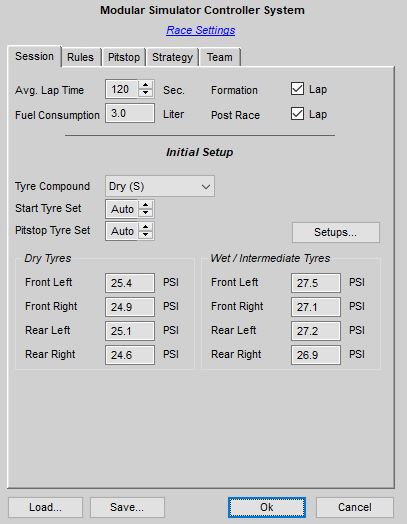 Modular Simulator Controller System
Race Settings
Session Rules Pitstop Strategy Team
Avg. Lap Time 120 Sec. Formation Lap
Fuel Consumption 3.0 Liter Post Race Lap
Initial Setup
Tyre Compound Dry (S)
Start Tyre Set Auto
Pitstop Tyre Set Auto Setups...
Dry Tyres Wet / Intermediate Tyres
Front Left 25.4 PSI Front Left 27.5 PSI
Front Right 24.9 PSI Front Right 27.1 PSI
Rear Left 25.1 PSI Rear Left 27.2 PSI
Rear Right 24.6 PSI Rear Right 26.9 PSI
Load... Save... Ok Cancel